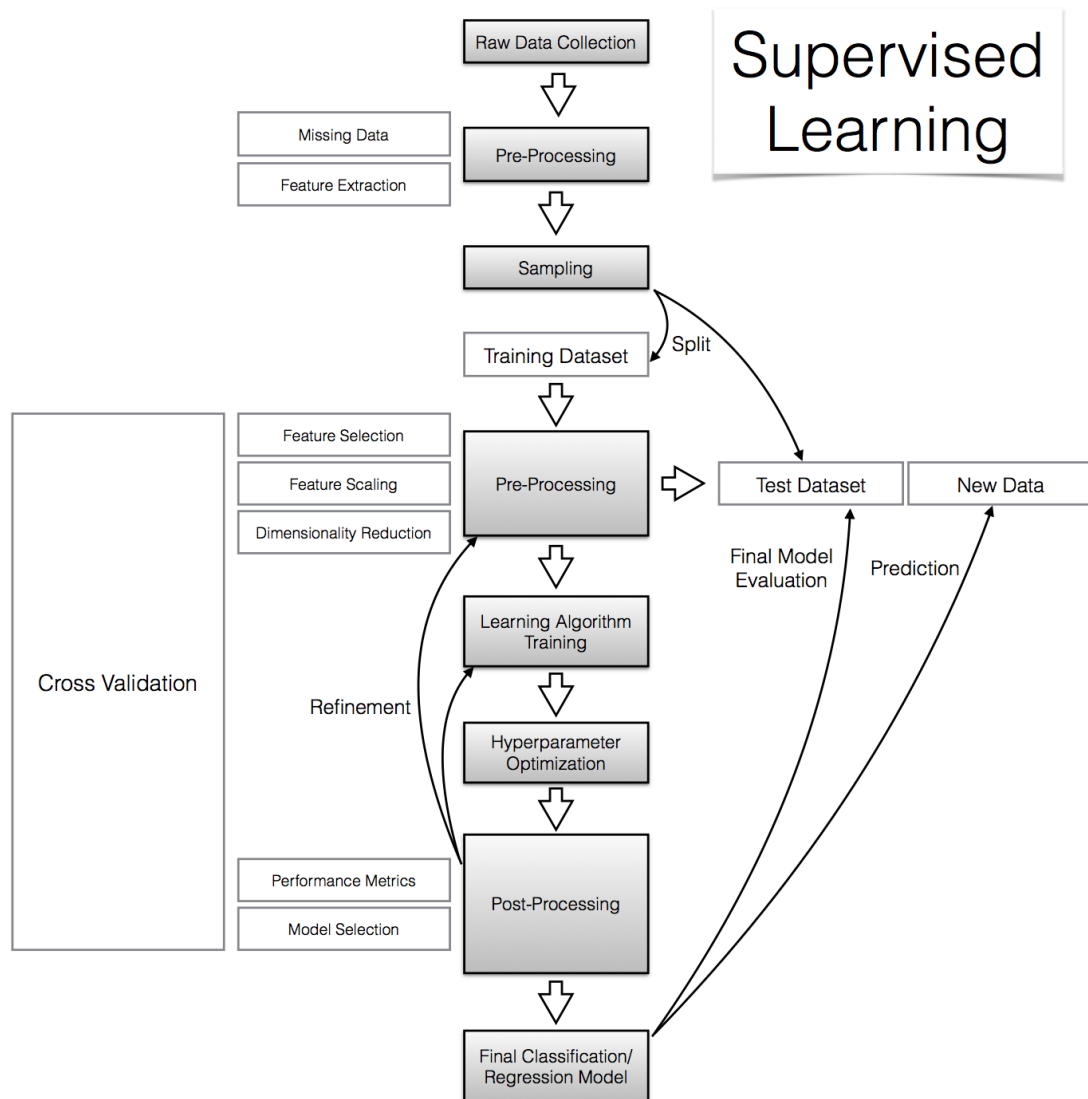 Supervised
Learning
Raw Data Collection
Missing Data
Pre-Processing
Feature Extraction
Sampling
Split
Training Dataset
Feature Selection
Feature Scaling
Pre-Processing
Dimensionality Reduction
Test Dataset
New Data
Final Model
Evaluation
Prediction
Learning Algorithm
Training
Cross Validation
Refinement
Hyperparameter
Optimization
Performance Metrics
Post-Processing
Model Selection
Final Classification/
Regression Model